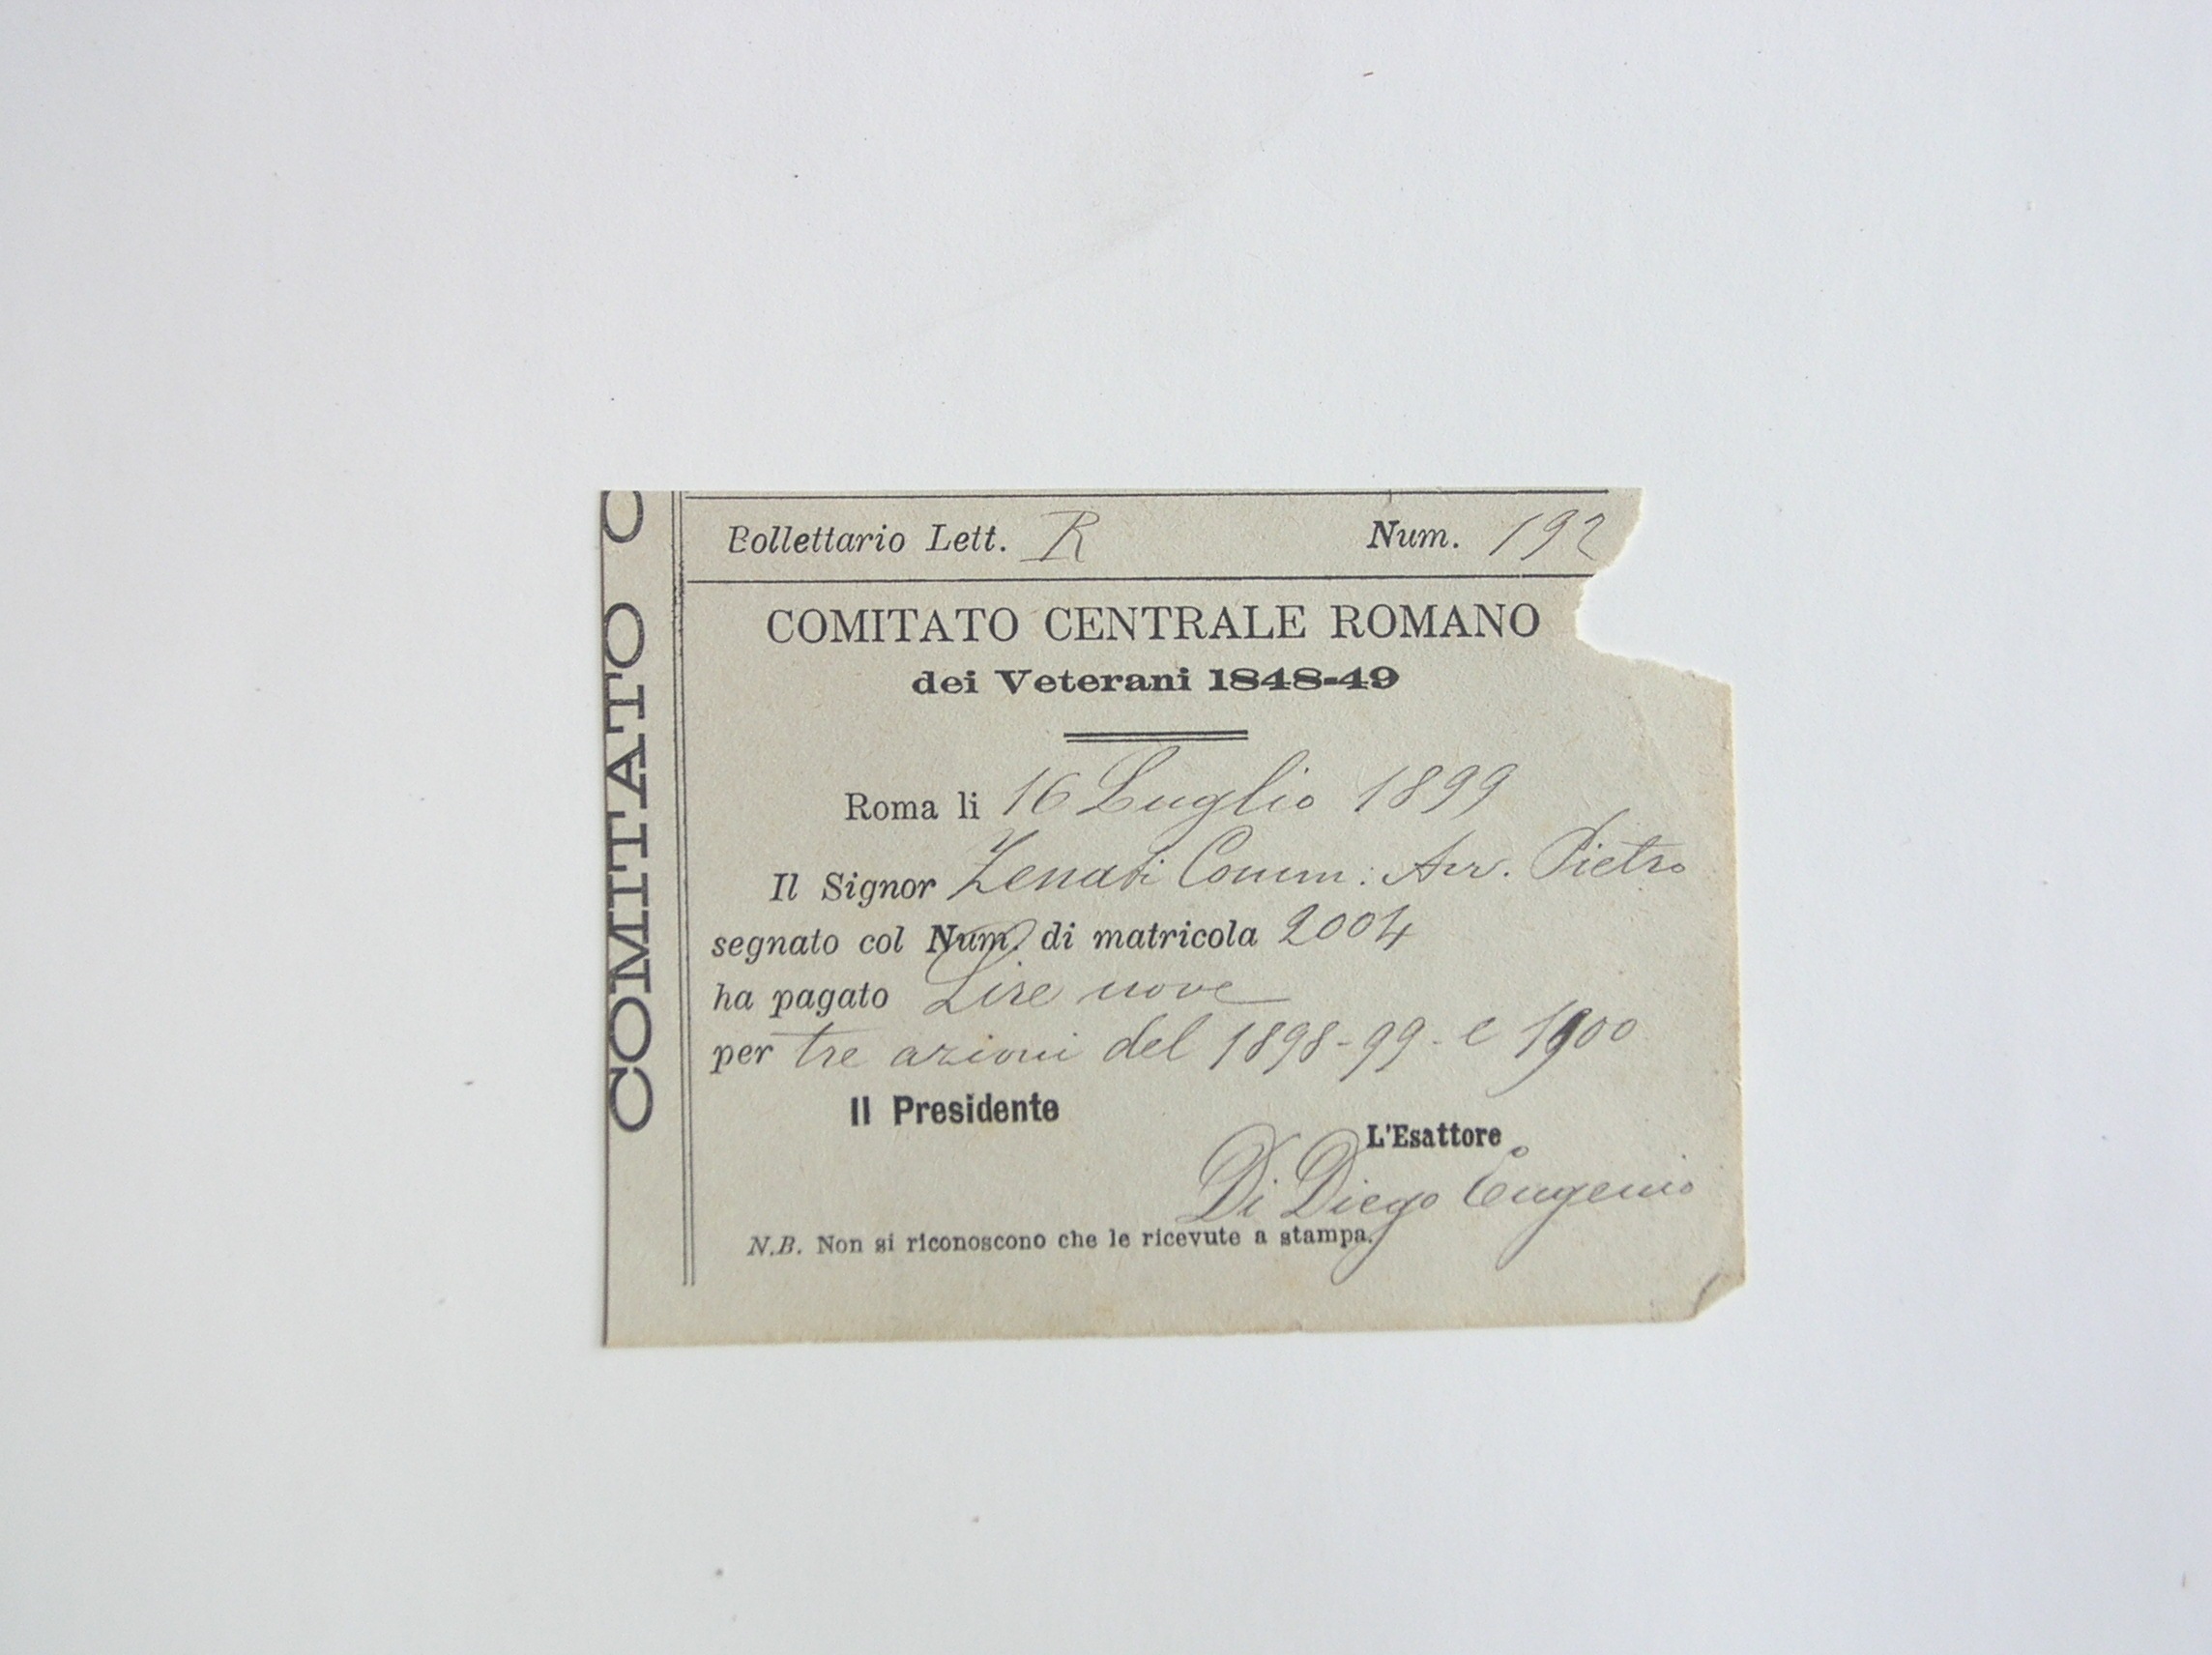 COMITATO C
Bollettario Lett. R Num. 192
COMITATO CENTRALE ROMANO
dei Veterani 1848-49
Roma li 16 Luglio 1899
Il Signor Zenati Comm: Avv. Pietro
segnato col Num. di matricola 2004
ha pagato Lire nove
per tre azioni del 1898-99- e 1900
Il Presidente
L'Esattore
Di Diego Eugenio
N.B. Non si riconoscono che le ricevute a stampa.